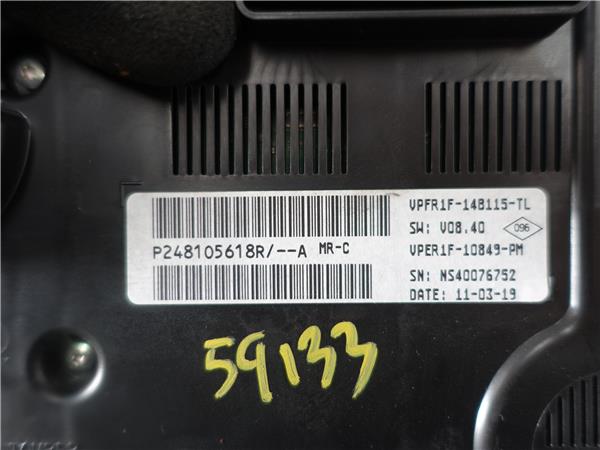 VPFR1F-14B115-TL
SW: V08.40
096
P248105618R/--A MR-C
VPER1F-10849-PM
SN: NS40076752
DATE: 11-03-19
59133